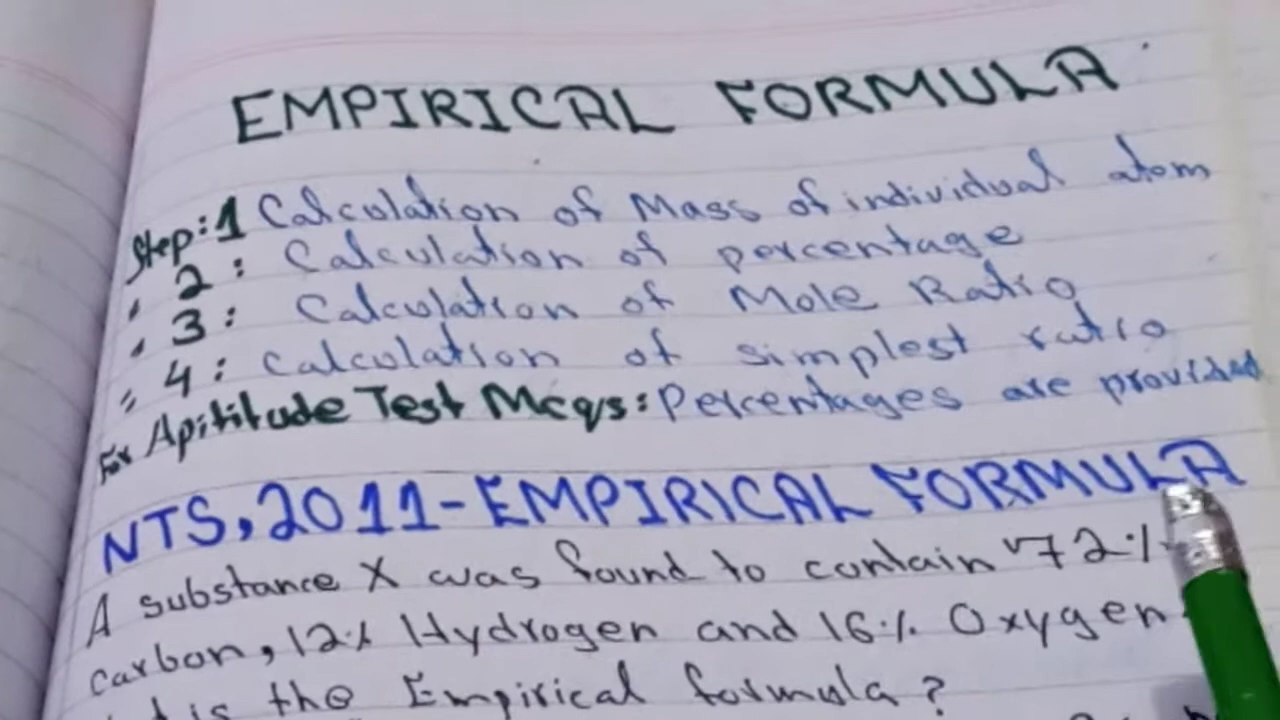 EMPIRICAL FORMULA
Step:1 Calculation of Mass of individual atom
" 2: Calculation of percentage
" 3: Calculation of Mole Ratio
" 4: Calculation of simplest ratio
For Apititude Test Mcqs: Percentages are provided
NTS, 2011-EMPIRICAL FORMULA
A substance X was found to contain 72%
carbon, 12% Hydrogen and 16% Oxygen
is the Empirical formula?